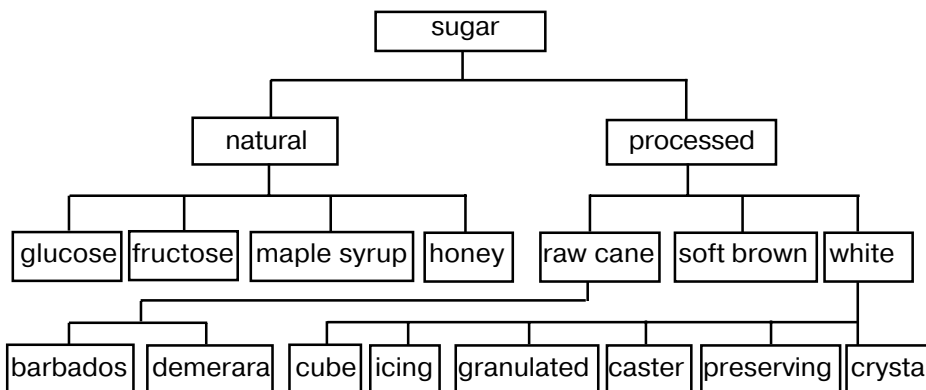 sugar
natural processed
glucose fructose maple syrup honey raw cane soft brown white
barbados demerara cube icing granulated caster preserving crysta